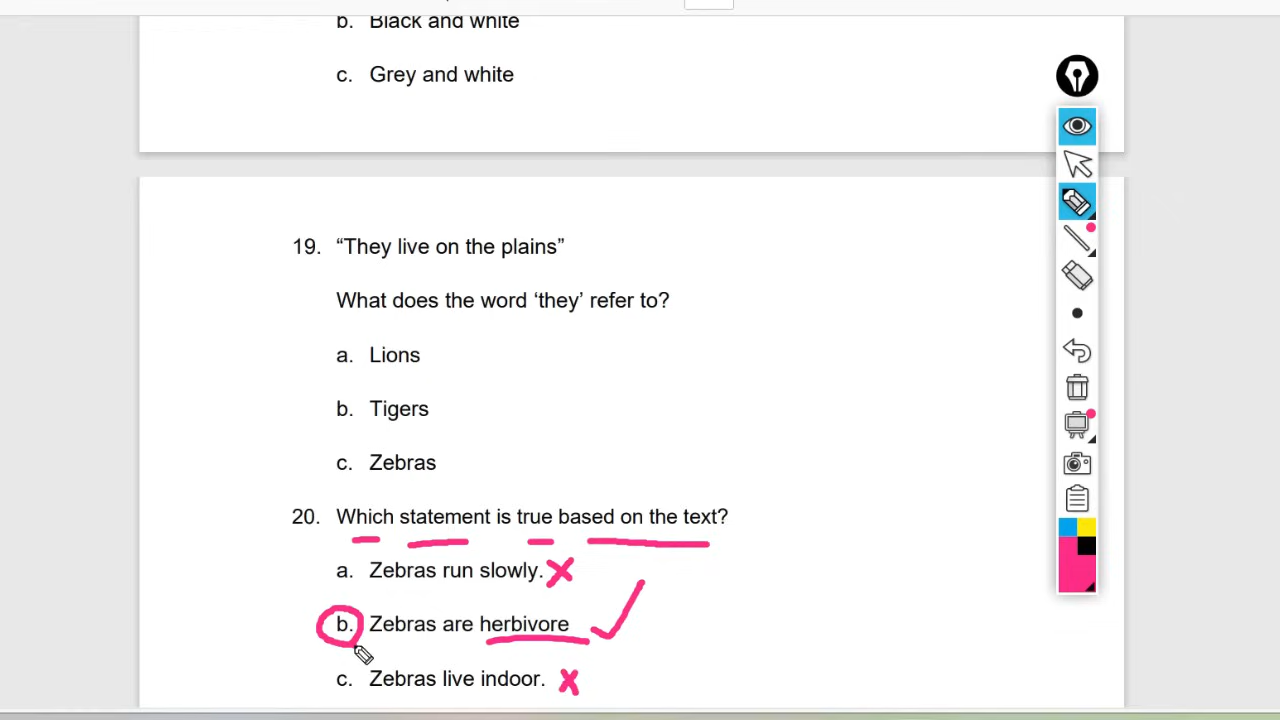 b. Black and white
c. Grey and white
19. “They live on the plains”
What does the word ‘they’ refer to?
a. Lions
b. Tigers
c. Zebras
20. Which statement is true based on the text?
a. Zebras run slowly.
b. Zebras are herbivore
c. Zebras live indoor.